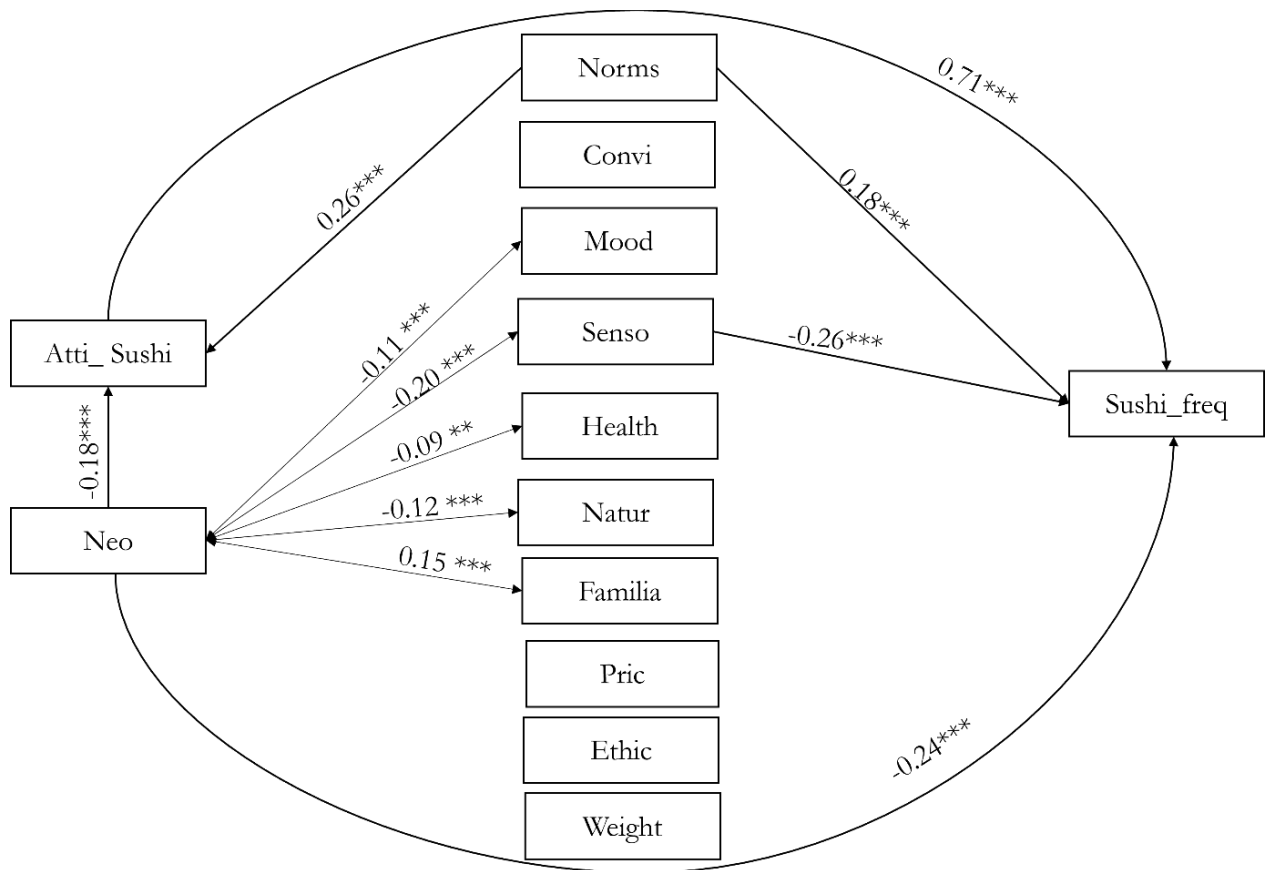 Norms
0.71***
Convi
0.26***
0.18***
Mood
-0.11 ***
Senso
-0.26***
Atti_ Sushi
-0.20 ***
Sushi_freq
-0.18***
-0.09 **
Health
Neo
-0.12 ***
Natur
0.15 ***
Familia
Pric
Ethic
-0.24***
Weight